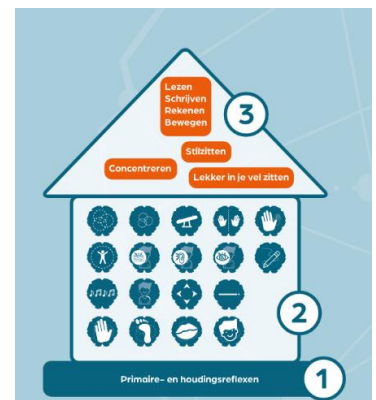 Lezen
Schrijven
Rekenen
Bewegen
3
Stilzitten
Concentreren
Lekker in je vel zitten
2
Primaire- en houdingsreflexen
1